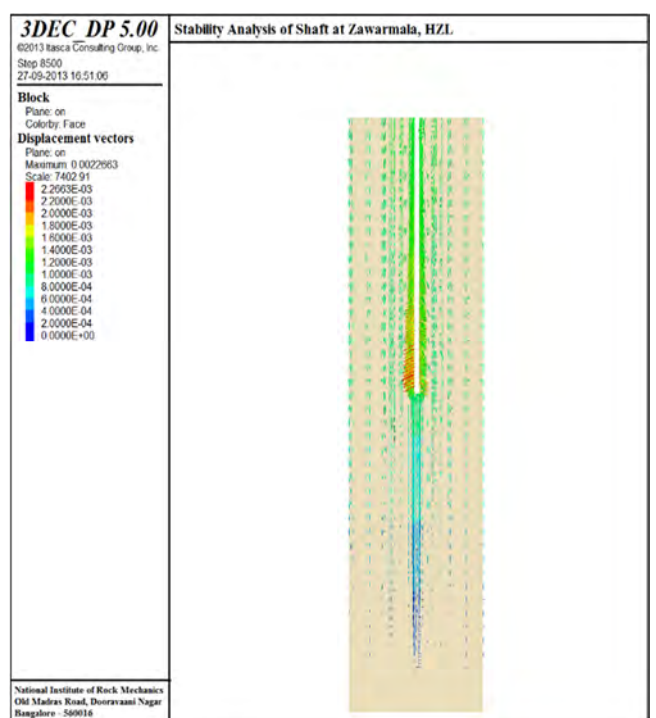 3DEC_DP 5.00
©2013 Itasca Consulting Group, Inc.
Step 8500
27-09-2013 16:51:06
Block
Plane: on
Colorby: Face
Displacement vectors
Plane: on
Maximum: 0.0022663
Scale: 7402.91
2.2663E-03
2.2000E-03
2.0000E-03
1.8000E-03
1.6000E-03
1.4000E-03
1.2000E-03
1.0000E-03
8.0000E-04
6.0000E-04
4.0000E-04
2.0000E-04
0.0000E+00
Stability Analysis of Shaft at Zawarmala, HZL
National Institute of Rock Mechanics
Old Madras Road, Dooravaani Nagar
Bangalore - 560016